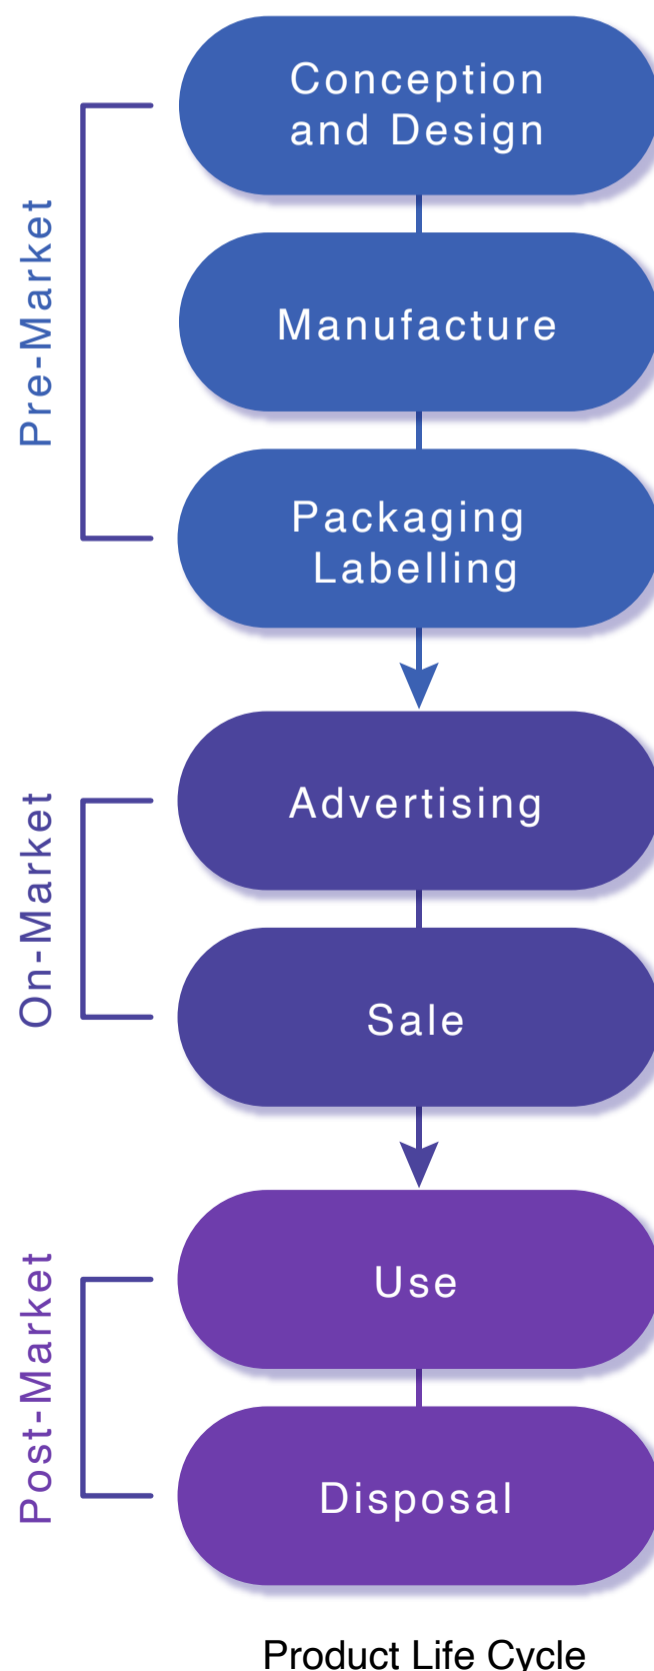 Pre-Market
Conception
and Design
Manufacture
Packaging
Labelling
On-Market
Advertising
Sale
Post-Market
Use
Disposal
Product Life Cycle